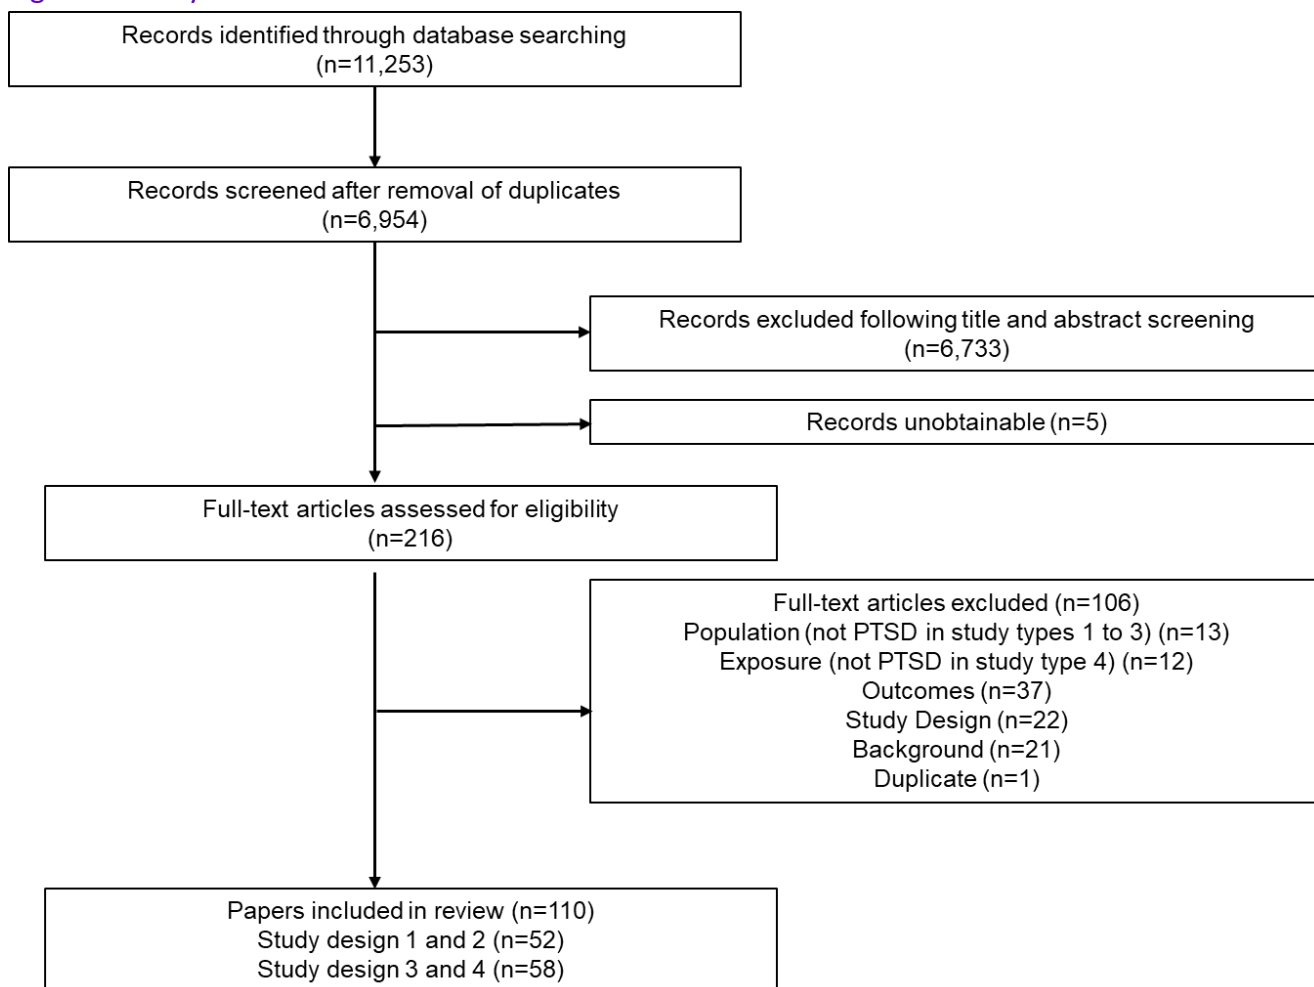 Records identified through database searching
(n=11,253)
Records screened after removal of duplicates
(n=6,954)
Records excluded following title and abstract screening
(n=6,733)
Records unobtainable (n=5)
Full-text articles assessed for eligibility
(n=216)
Full-text articles excluded (n=106)
Population (not PTSD in study types 1 to 3) (n=13)
Exposure (not PTSD in study type 4) (n=12)
Outcomes (n=37)
Study Design (n=22)
Background (n=21)
Duplicate (n=1)
Papers included in review (n=110)
Study design 1 and 2 (n=52)
Study design 3 and 4 (n=58)